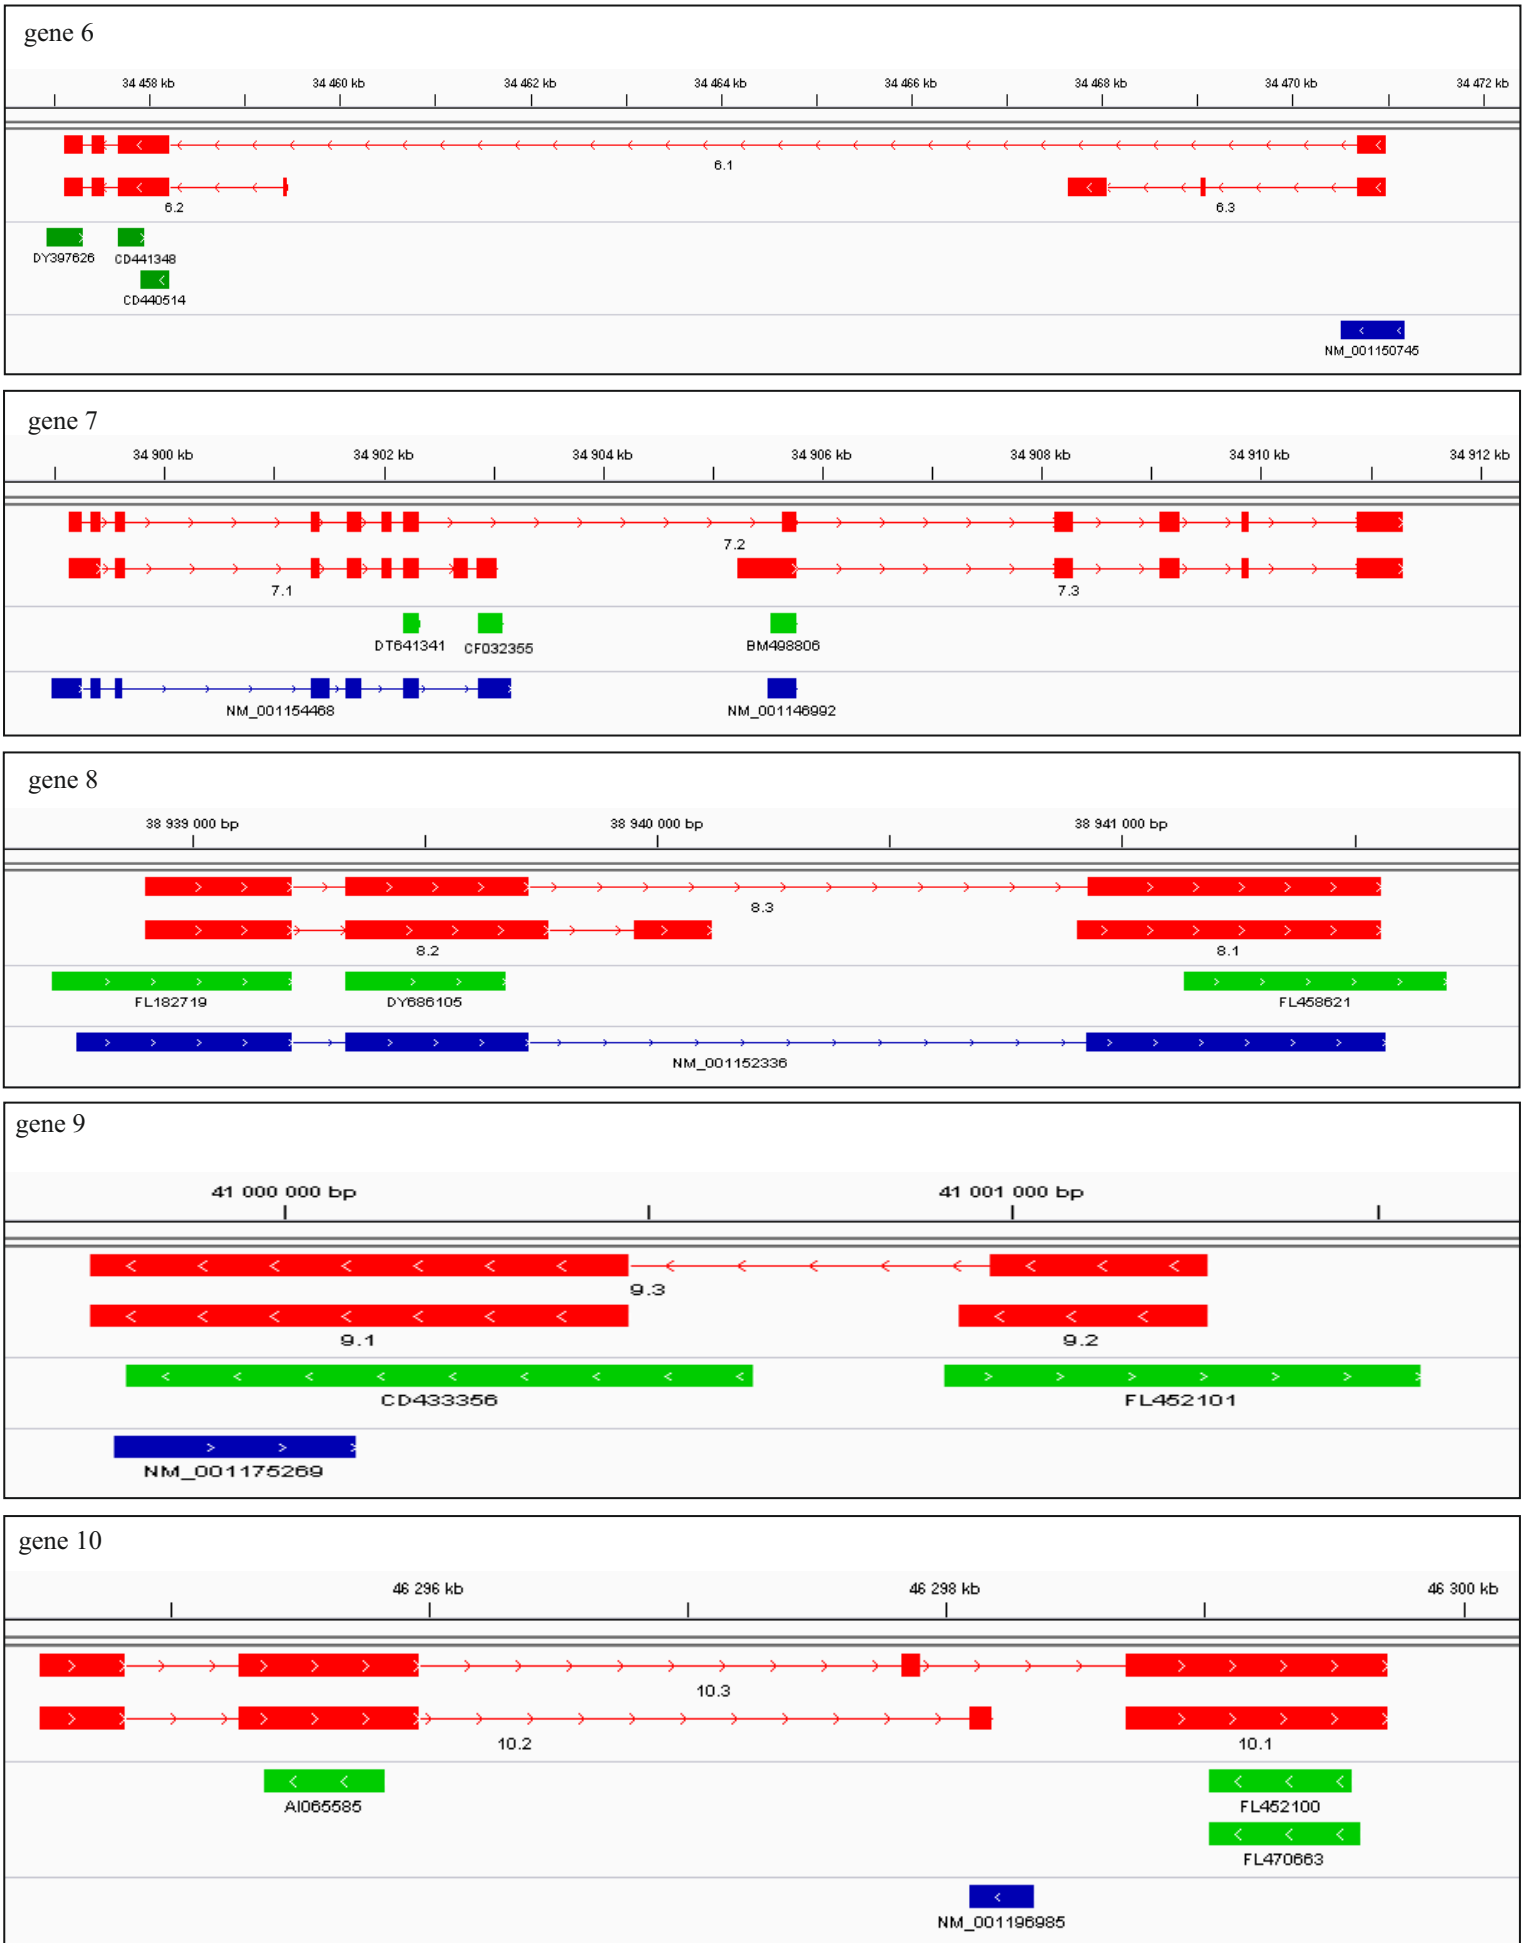 gene 6
34 458 kb 34 460 kb 34 462 kb 34 464 kb 34 466 kb 34 468 kb 34 470 kb 34 472 kb
6.1
6.2 6.3
DY397626 CD441348
CD440514
NM_001150745
gene 7
34 900 kb 34 902 kb 34 904 kb 34 906 kb 34 908 kb 34 910 kb 34 912 kb
7.2
7.1 7.3
DT641341 CF032355 BM498806
NM_001154468 NM_001146992
gene 8
38 939 000 bp 38 940 000 bp 38 941 000 bp
8.3
8.2 8.1
FL182719 DY686105 FL458621
NM_001152336
gene 9
41 000 000 bp 41 001 000 bp
9.3
9.1 9.2
CD433356 FL452101
NM_001175269
gene 10
46 296 kb 46 298 kb 46 300 kb
10.3
10.2 10.1
AI065585 FL452100
FL470663
NM_001196985